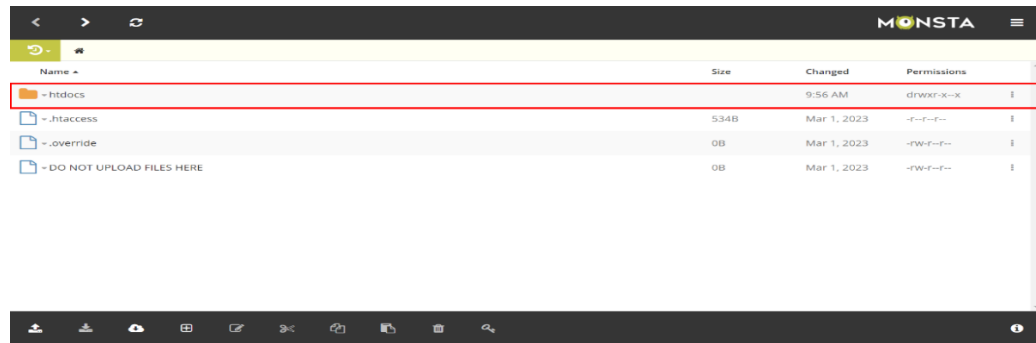 MONSTA
Name Size Changed Permissions
htdocs 9:56 AM drwxr-x--x
.htaccess 534B Mar 1, 2023 -r--r--r--
.override 0B Mar 1, 2023 -rw-r--r--
DO NOT UPLOAD FILES HERE 0B Mar 1, 2023 -rw-r--r--